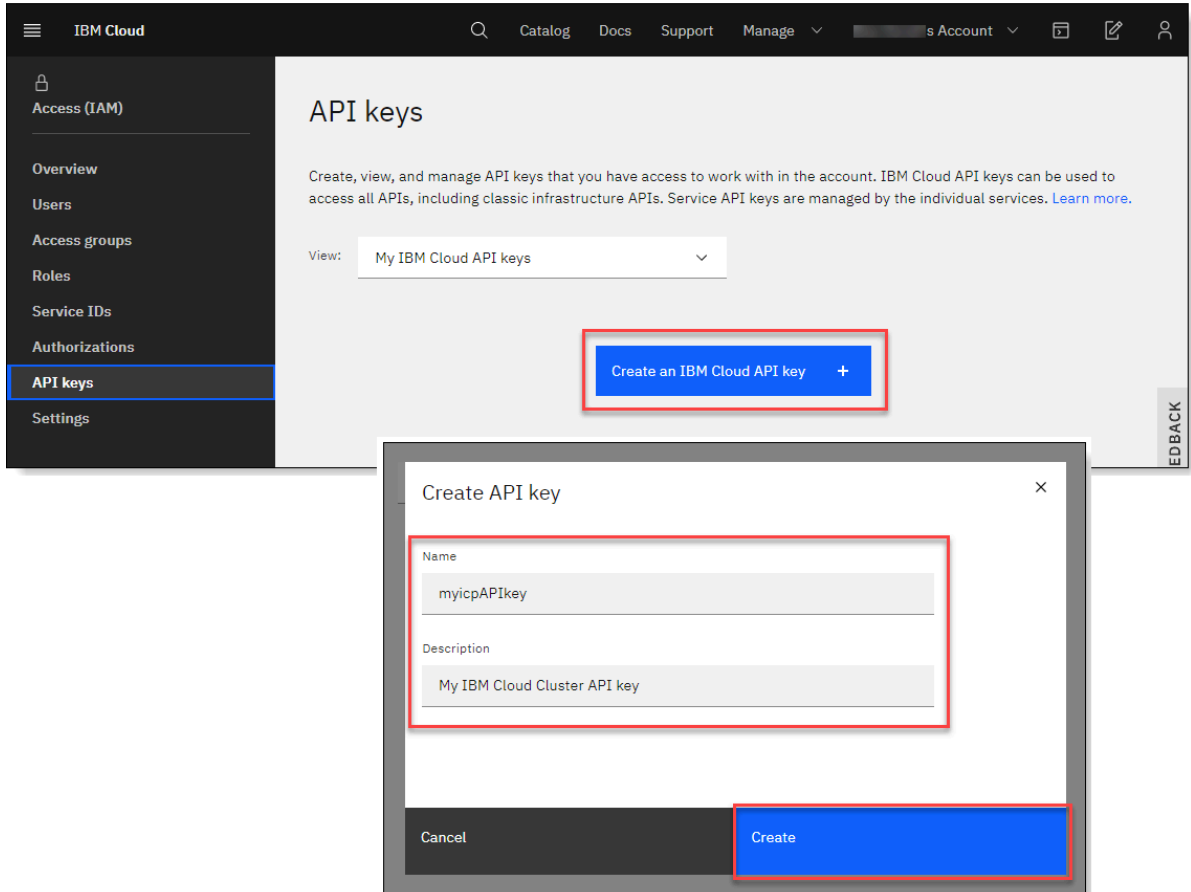 IBM Cloud
Catalog
Docs
Support
Manage
s Account
Access (IAM)
Overview
Users
Access groups
Roles
Service IDs
Authorizations
API keys
Settings
API keys
Create, view, and manage API keys that you have access to work with in the account. IBM Cloud API keys can be used to
access all APIs, including classic infrastructure APIs. Service API keys are managed by the individual services. Learn more.
View:
My IBM Cloud API keys
Create an IBM Cloud API key +
EDBACK
Create API key
Name
myicpAPIkey
Description
My IBM Cloud Cluster API key
Cancel
Create